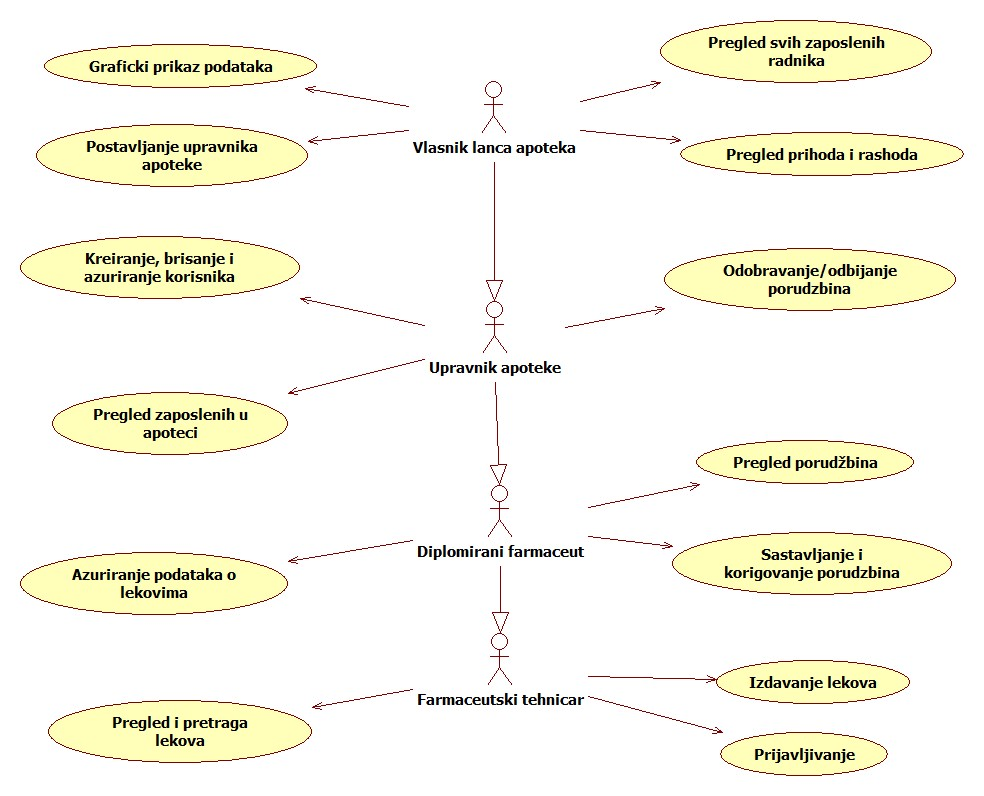 Graficki prikaz podataka
Pregled svih zaposlenih
radnika
Vlasnik lanca apoteka
Postavljanje upravnika
apoteke
Pregled prihoda i rashoda
Kreiranje, brisanje i
azuriranje korisnika
Odobravanje/odbijanje
porudzbina
Upravnik apoteke
Pregled zaposlenih u
apoteci
Pregled porudžbina
Diplomirani farmaceut
Azuriranje podataka o
lekovima
Sastavljanje i
korigovanje porudzbina
Farmaceutski tehnicar
Izdavanje lekova
Pregled i pretraga
lekova
Prijavljivanje